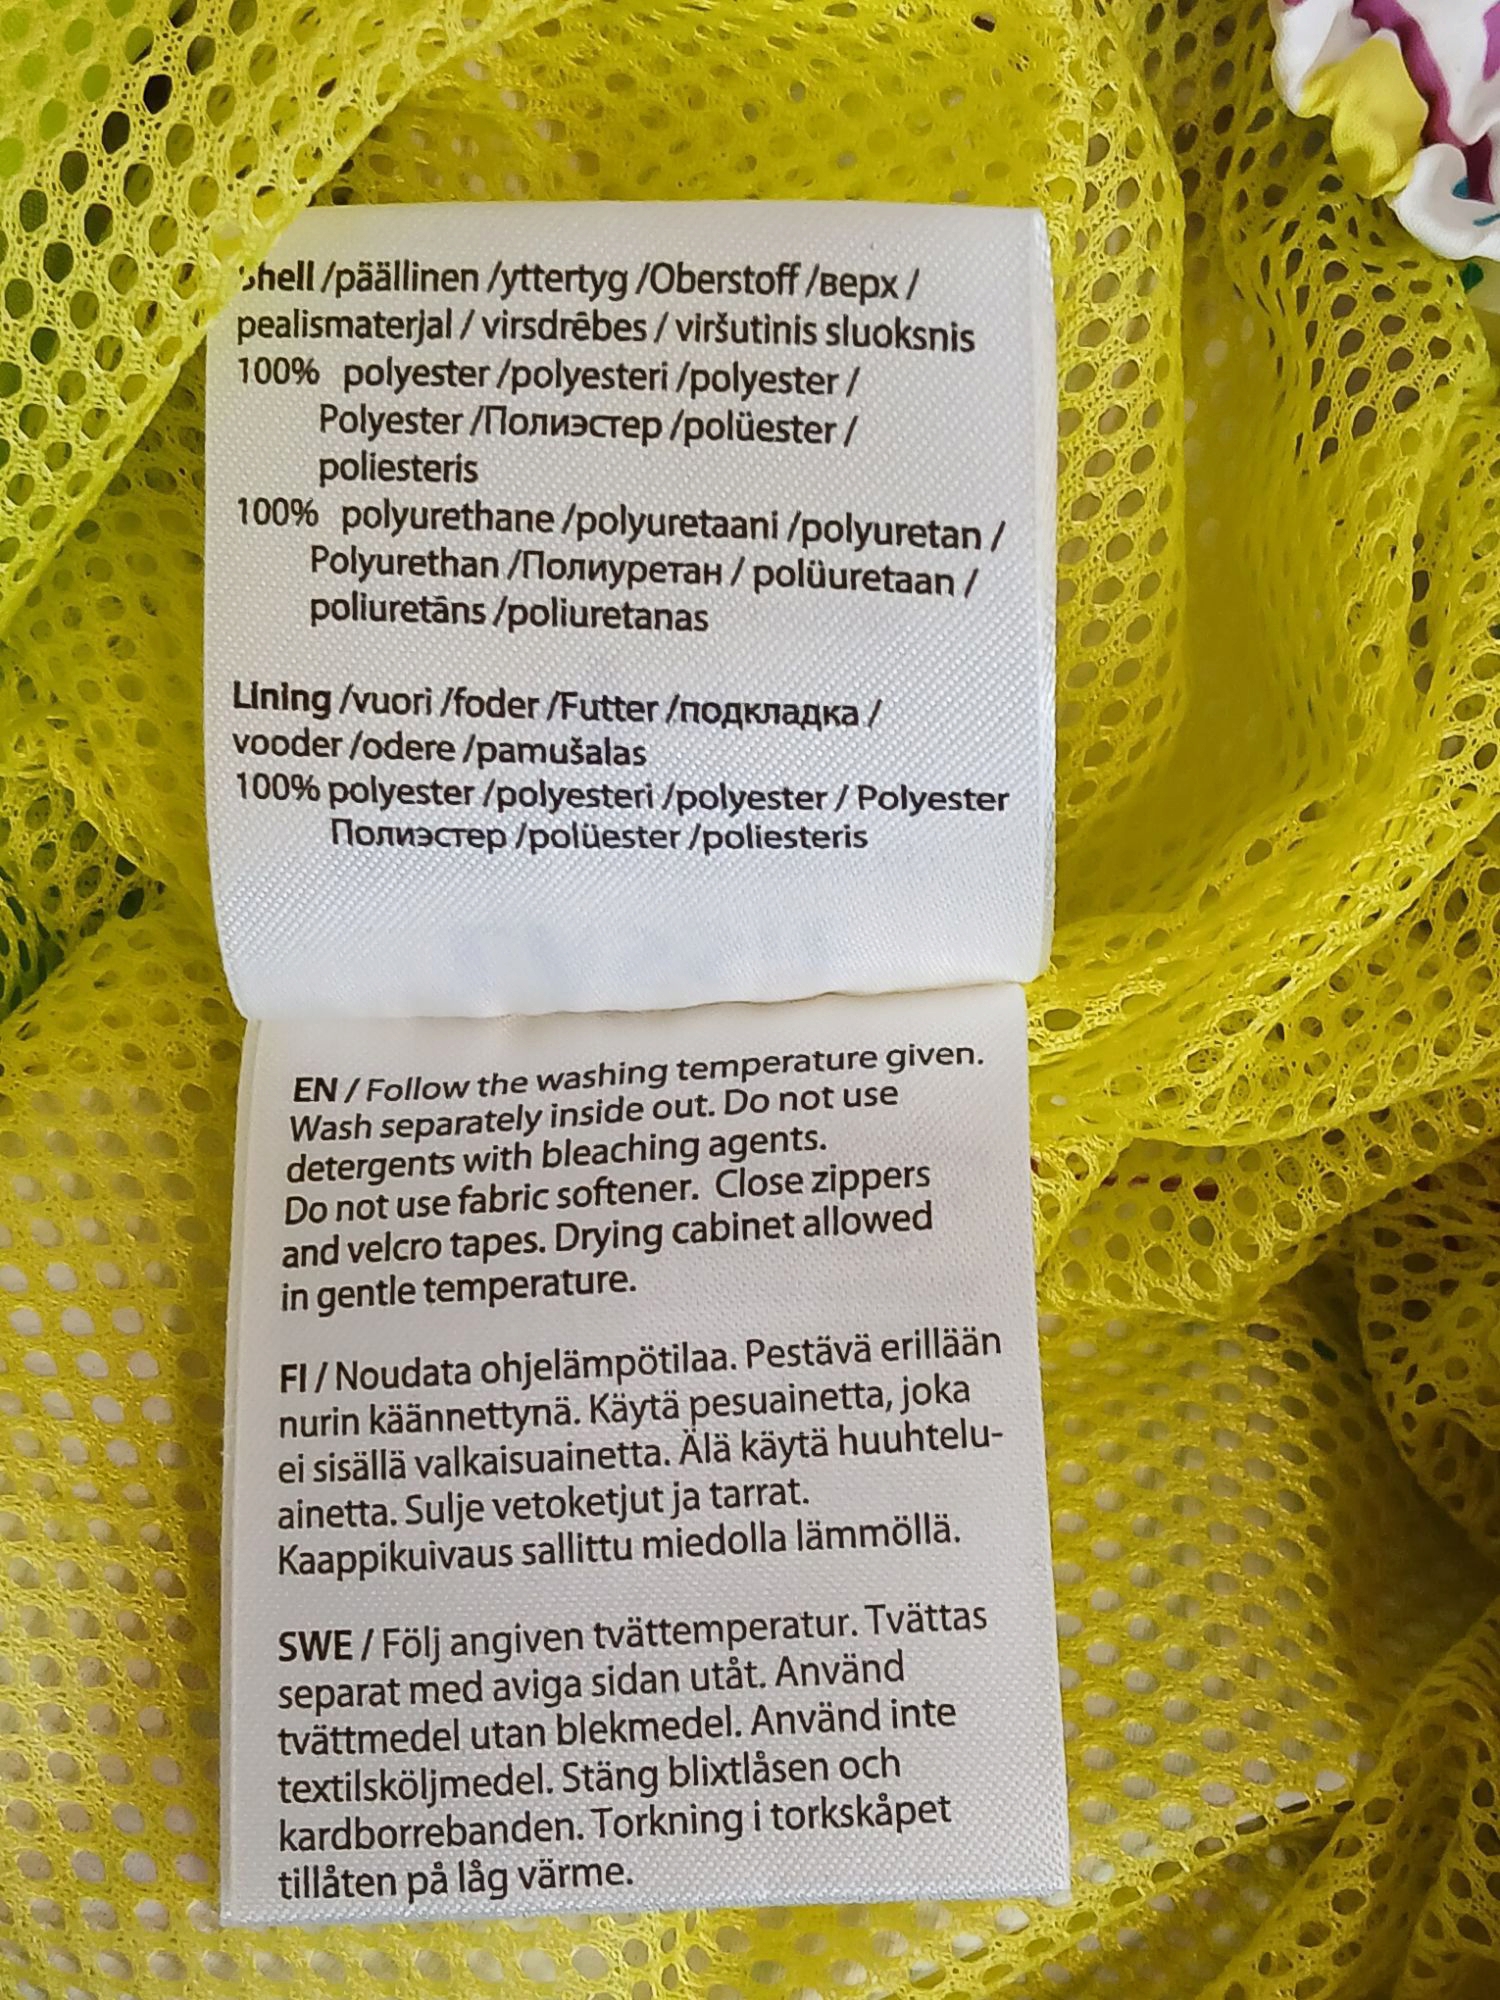 Shell /päällinen /yttertyg /Oberstoff /верх /
pealismaterjal / virsdrēbes / viršutinis sluoksnis
100% polyester /polyesteri /polyester /
Polyester /Полиэстер /polüester /
poliesteris
100% polyurethane /polyuretaani /polyuretan /
Polyurethan /Полиуретан / polüuretaan /
poliuretāns /poliuretanas
Lining /vuori /foder /Futter /подкладка /
vooder /odere /pamušalas
100% polyester /polyesteri /polyester / Polyester
Полиэстер /polüester /poliesteris
EN / Follow the washing temperature given.
Wash separately inside out. Do not use
detergents with bleaching agents.
Do not use fabric softener. Close zippers
and velcro tapes. Drying cabinet allowed
in gentle temperature.
FI / Noudata ohjelämpötilaa. Pestävä erillään
nurin käännettynä. Käytä pesuainetta, joka
ei sisällä valkaisuainetta. Älä käytä huuhtelu-
ainetta. Sulje vetoketjut ja tarrat.
Kaappikuivaus sallittu miedolla lämmöllä.
SWE / Följ angiven tvättemperatur. Tvättas
separat med aviga sidan utåt. Använd
tvättmedel utan blekmedel. Använd inte
textilsköljmedel. Stäng blixtlåsen och
kardborrebanden. Torkning i torkskåpet
tillåten på låg värme.